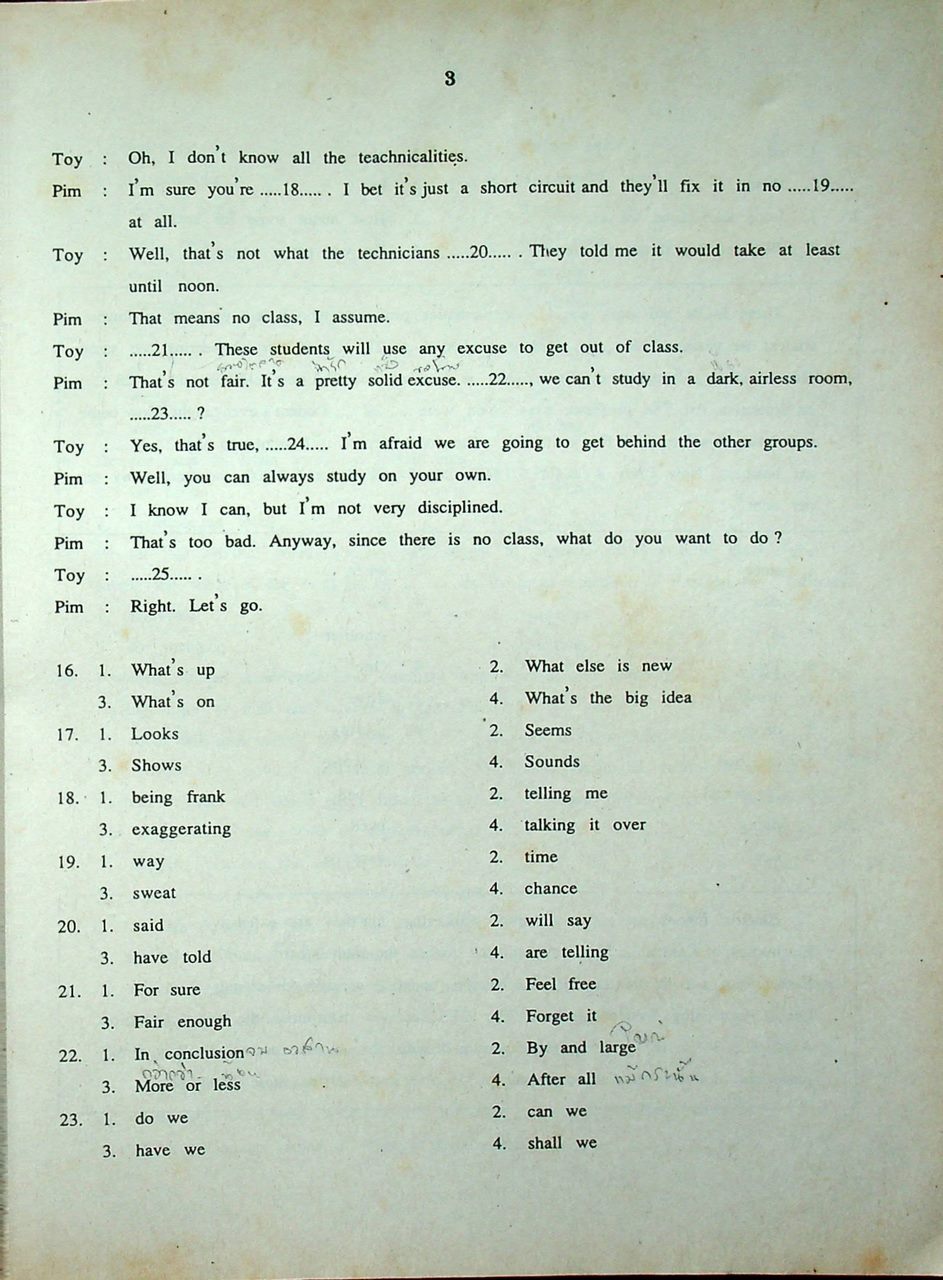 3
Toy : Oh, I don't know all the teachnicalities.
Pim : I'm sure you're .....18..... . I bet it's just a short circuit and they'll fix it in no .....19.....
at all.
Toy : Well, that's not what the technicians .....20..... . They told me it would take at least
until noon.
Pim : That means no class, I assume.
Toy : .....21..... . These students will use any excuse to get out of class.
Pim : That's not fair. It's a pretty solid excuse. .....22....., we can't study in a dark, airless room,
.....23..... ?
Toy : Yes, that's true, .....24..... I'm afraid we are going to get behind the other groups.
Pim : Well, you can always study on your own.
Toy : I know I can, but I'm not very disciplined.
Pim : That's too bad. Anyway, since there is no class, what do you want to do ?
Toy : .....25..... .
Pim : Right. Let's go.
16. 1. What's up 2. What else is new
3. What's on 4. What's the big idea
17. 1. Looks 2. Seems
3. Shows 4. Sounds
18. 1. being frank 2. telling me
3. exaggerating 4. talking it over
19. 1. way 2. time
3. sweat 4. chance
20. 1. said 2. will say
3. have told 4. are telling
21. 1. For sure 2. Feel free
3. Fair enough 4. Forget it
22. 1. In conclusion 2. By and large
3. More or less 4. After all
23. 1. do we 2. can we
3. have we 4. shall we